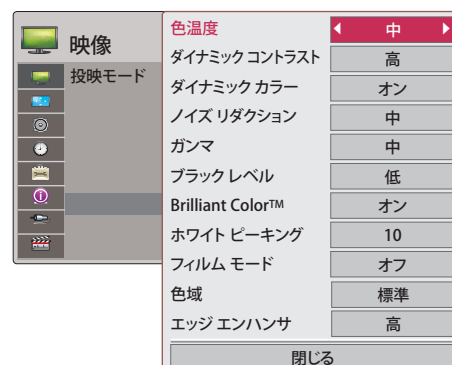 映像
投映モード
色温度 中
ダイナミック コントラスト 高
ダイナミック カラー オン
ノイズ リダクション 中
ガンマ 中
ブラック レベル 低
Brilliant Color™ オン
ホワイト ピーキング 10
フィルム モード オフ
色域 標準
エッジ エンハンサ 高
閉じる